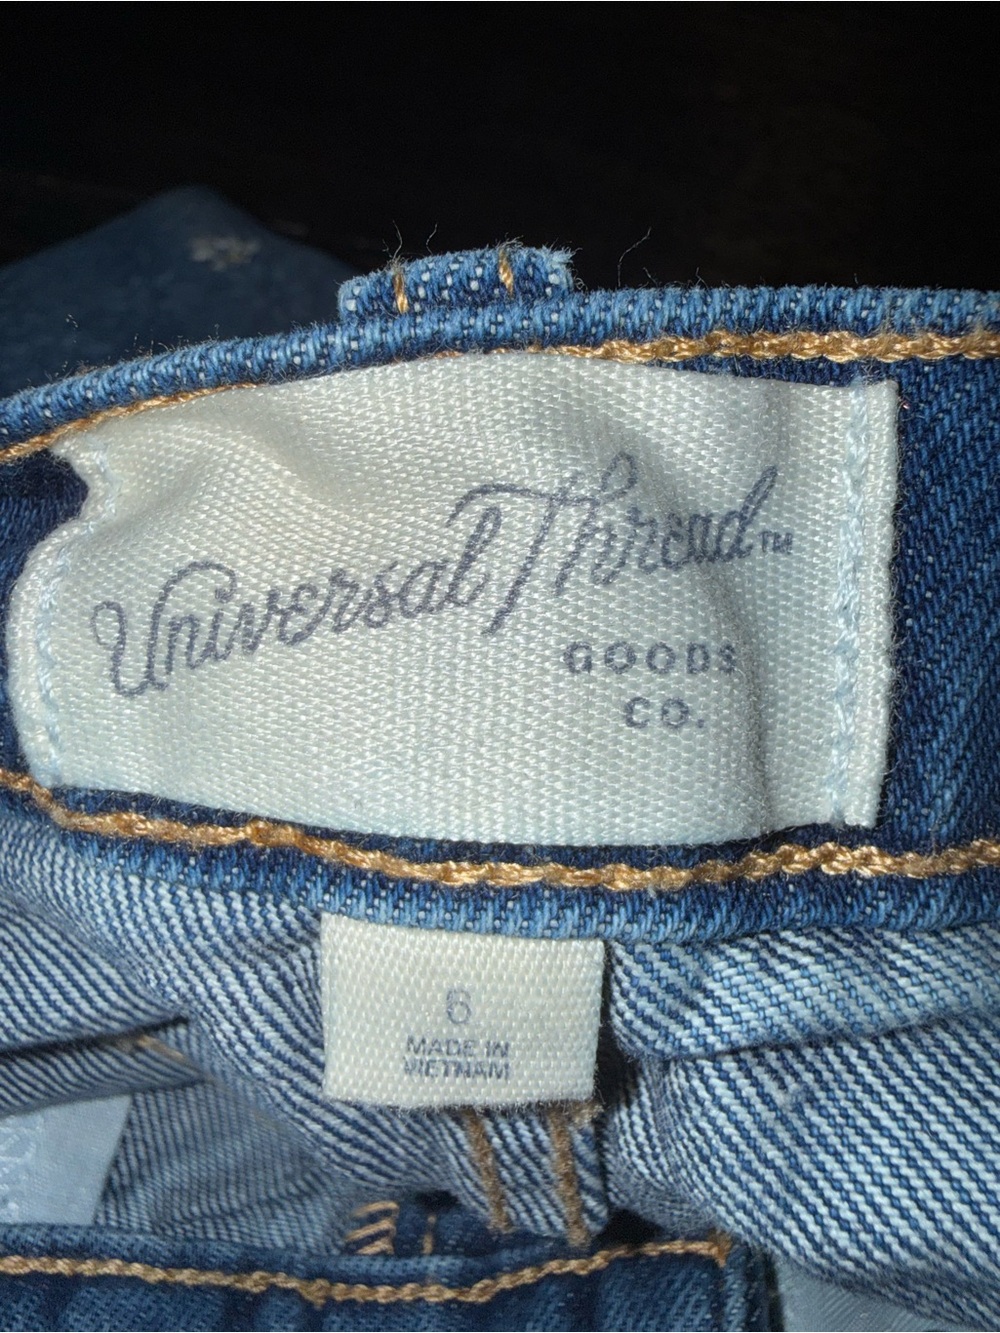 Universal Thread™
GOODS
CO.
6
MADE IN
VIETNAM